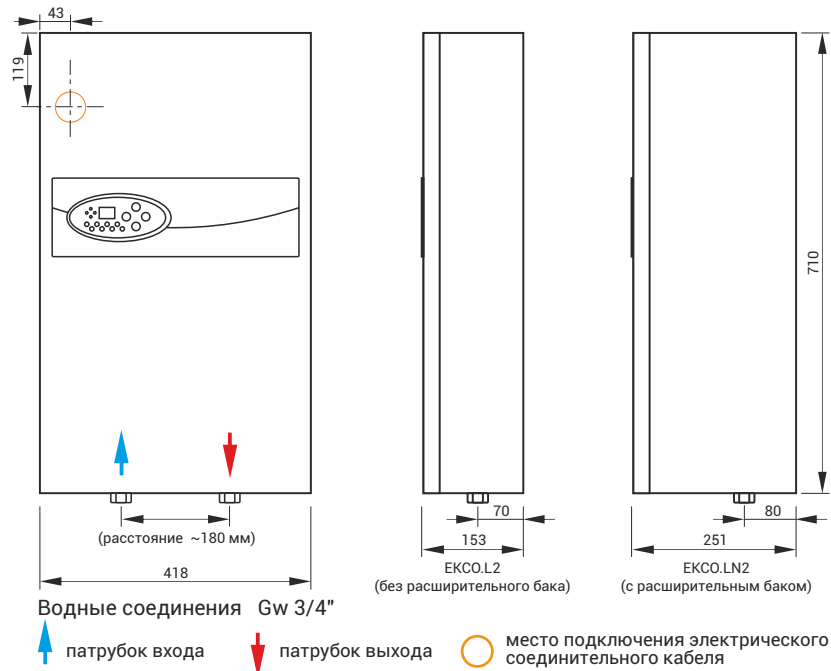 43
119
710
(расстояние ~180 мм)
418
70
153
EKCO.L2
(без расширительного бака)
80
251
EKCO.LN2
(с расширительным баком)
Водные соединения Gw 3/4"
патрубок входа
патрубок выхода
место подключения электрического
соединительного кабеля